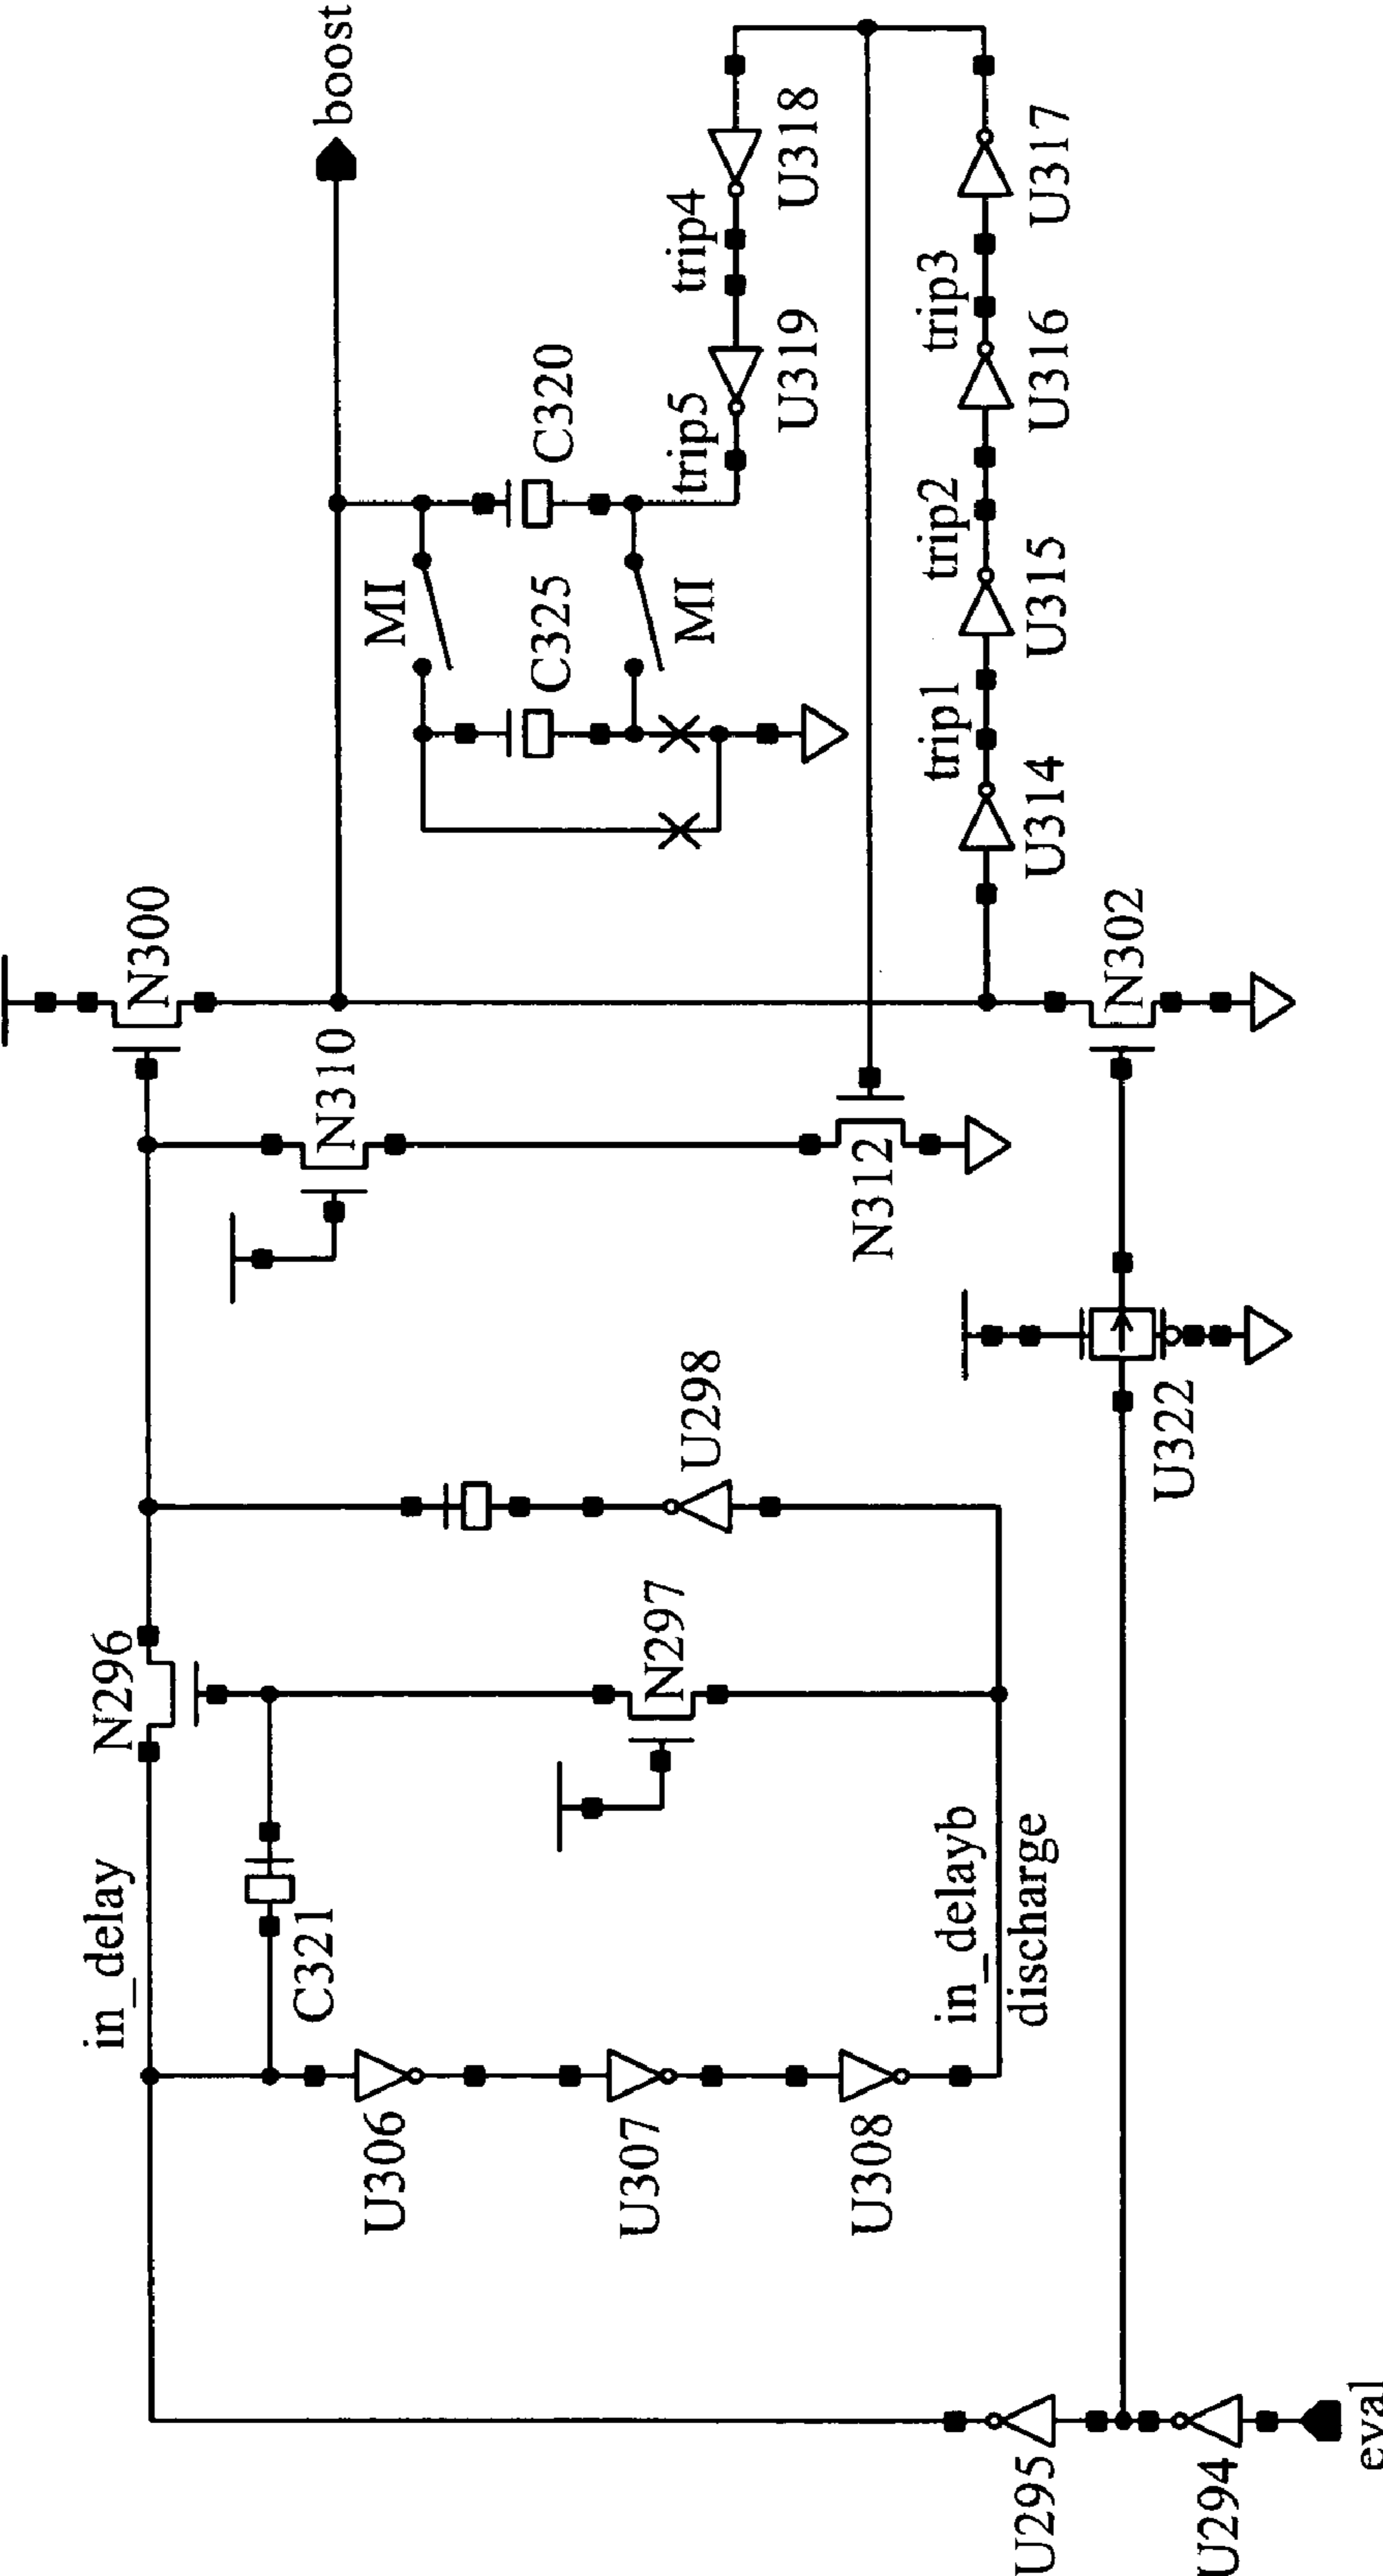 boost
N300
N310
MI
C320
C325
MI
trip4
U318
trip5
U319
N296
in_delay
C321
N297
U298
N312
trip3
U317
trip2
U316
trip1
U315
U314
N302
U306
U307
U308
in_delayb
discharge
U322
U295
U294
eval